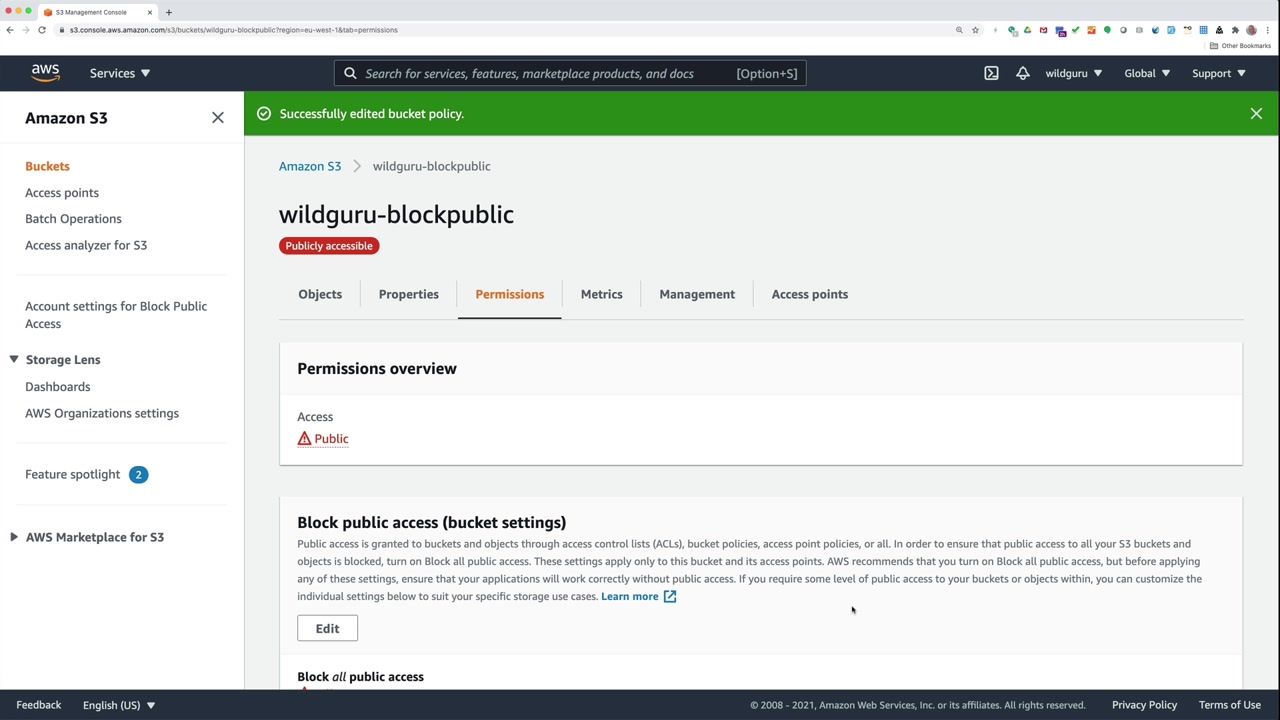 S3 Management Console
s3.console.aws.amazon.com/s3/buckets/wildguru-blockpublic?region=eu-west-1&tab=permissions
Other Bookmarks
aws
Services
Search for services, features, marketplace products, and docs [Option+S]
wildguru
Global
Support
Amazon S3
Buckets
Access points
Batch Operations
Access analyzer for S3
Account settings for Block Public
Access
Storage Lens
Dashboards
AWS Organizations settings
Feature spotlight 2
AWS Marketplace for S3
Successfully edited bucket policy.
Amazon S3 wildguru-blockpublic
wildguru-blockpublic
Publicly accessible
Objects Properties Permissions Metrics Management Access points
Permissions overview
Access
Public
Block public access (bucket settings)
Public access is granted to buckets and objects through access control lists (ACLs), bucket policies, access point policies, or all. In order to ensure that public access to all your S3 buckets and
objects is blocked, turn on Block all public access. These settings apply only to this bucket and its access points. AWS recommends that you turn on Block all public access, but before applying
any of these settings, ensure that your applications will work correctly without public access. If you require some level of public access to your buckets or objects within, you can customize the
individual settings below to suit your specific storage use cases. Learn more
Edit
Block all public access
Feedback
English (US)
© 2008 - 2021, Amazon Web Services, Inc. or its affiliates. All rights reserved.
Privacy Policy
Terms of Use